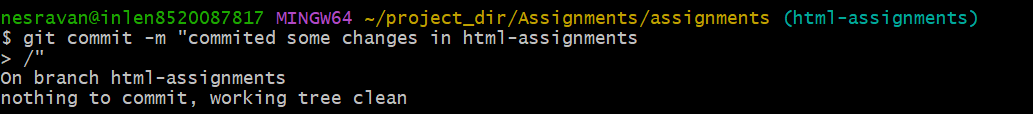 nesravan@inlen8520087817 MINGW64 ~/project_dir/Assignments/assignments (html-assignments)
$ git commit -m "commited some changes in html-assignments
> /"
On branch html-assignments
nothing to commit, working tree clean